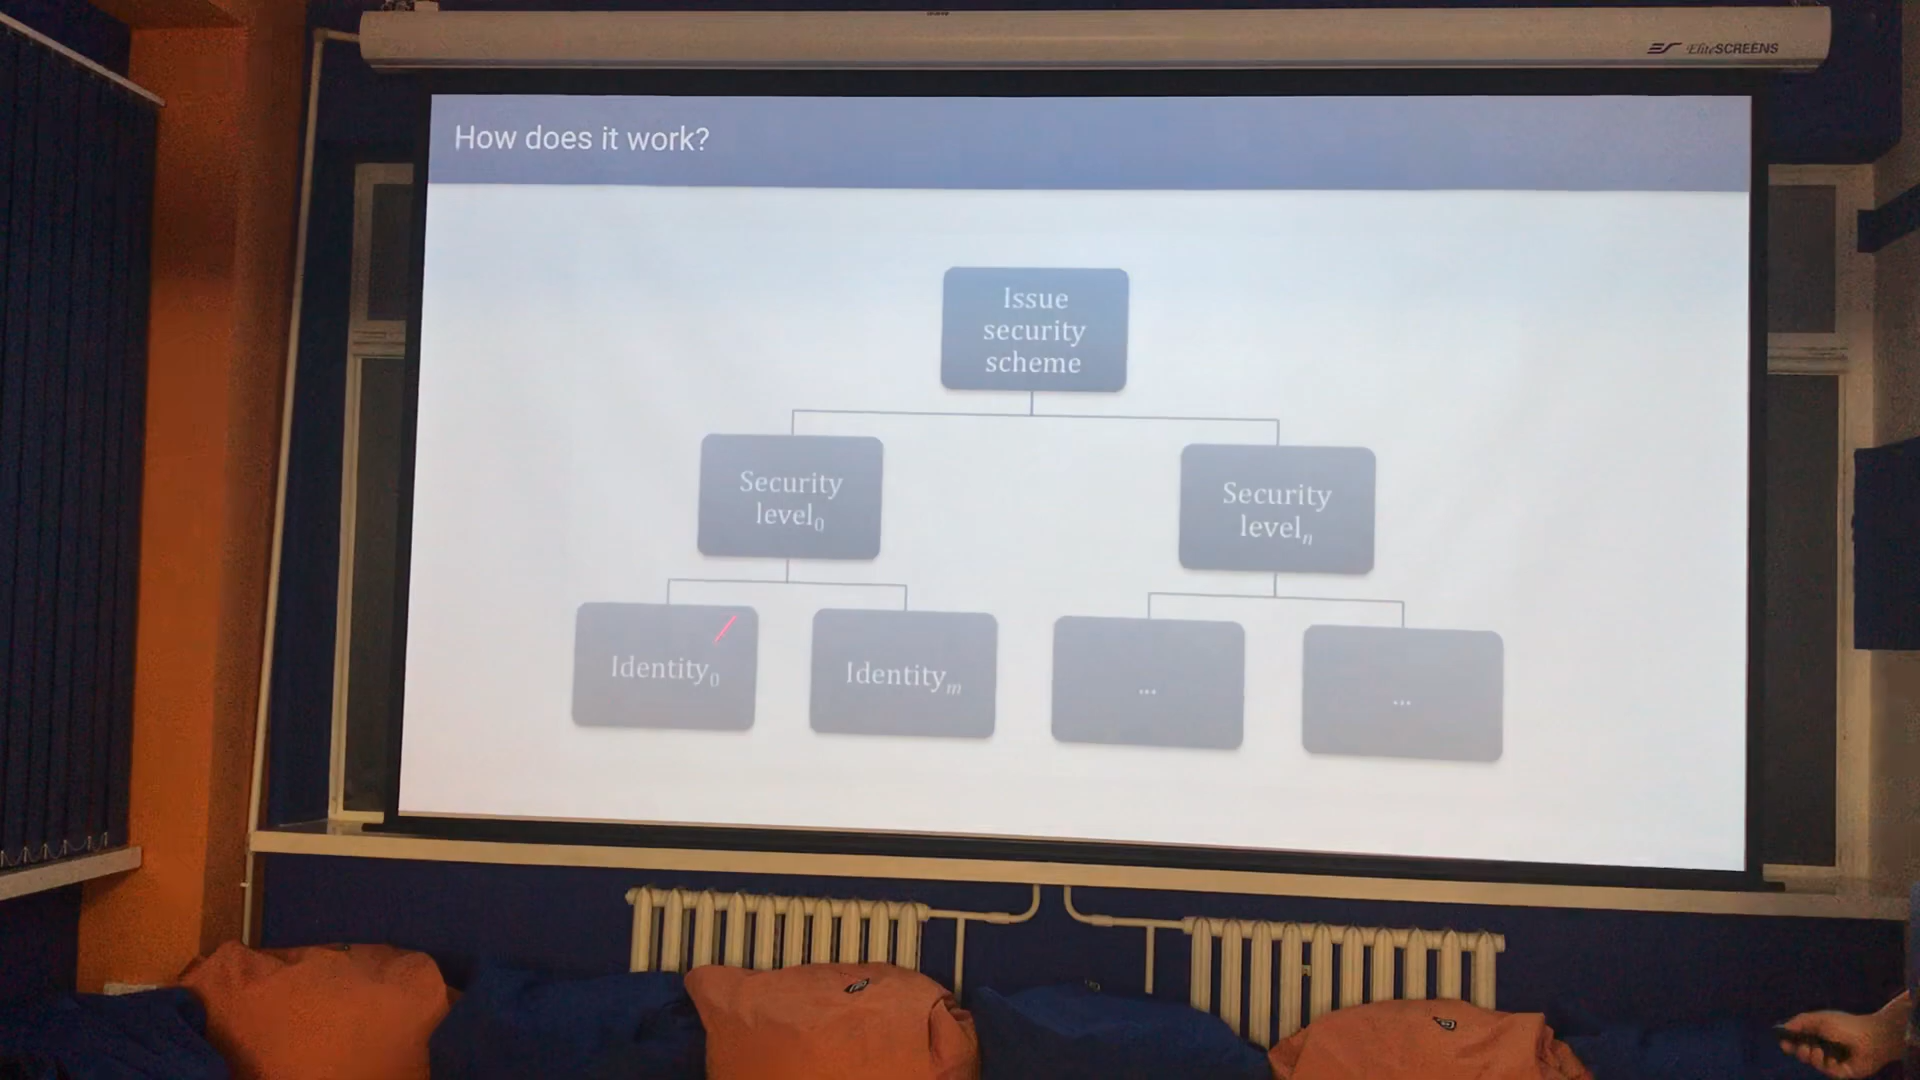 EliteSCREENS
How does it work?
Issue
security
scheme
Security
level₀
Security
levelₙ
Identity₀
Identityₘ
...
...